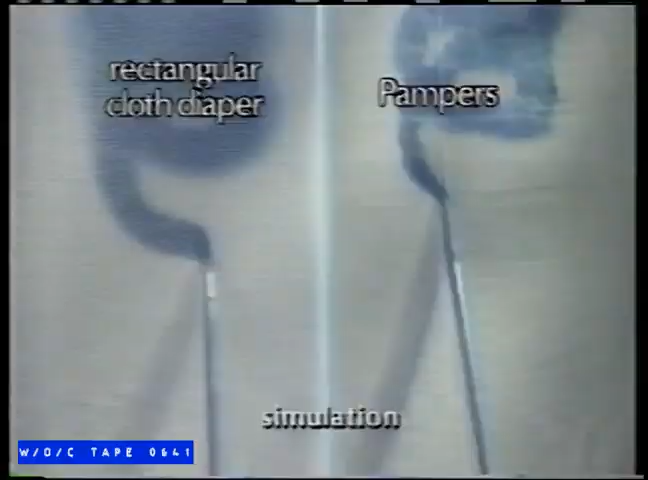 rectangular
cloth diaper
Pampers
simulation
W/O/C TAPE 0641